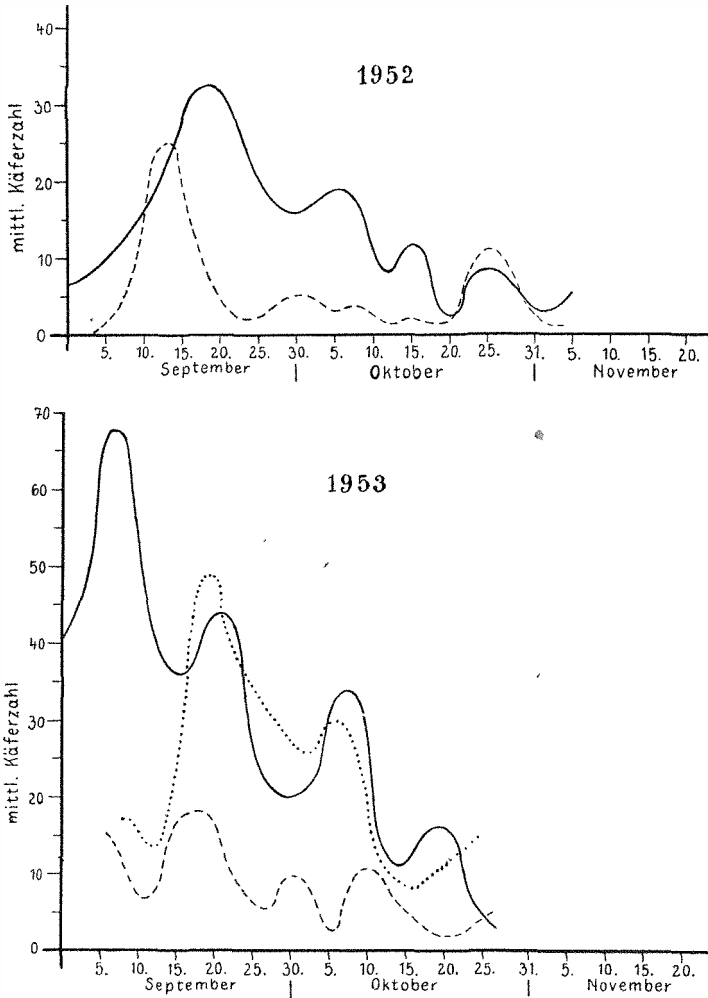 40
1952
30
mittl. Käferzahl
20
10
0
5. 10. 15. 20. 25. 30. 5. 10. 15. 20. 25. 31. 5. 10. 15. 20.
September | Oktober | November
70
1953
60
50
40
30
mittl. Käferzahl
20
10
0
5. 10. 15. 20. 25. 30. 5. 10. 15. 20. 25. 31. 5. 10. 15. 20.
September | Oktober | November